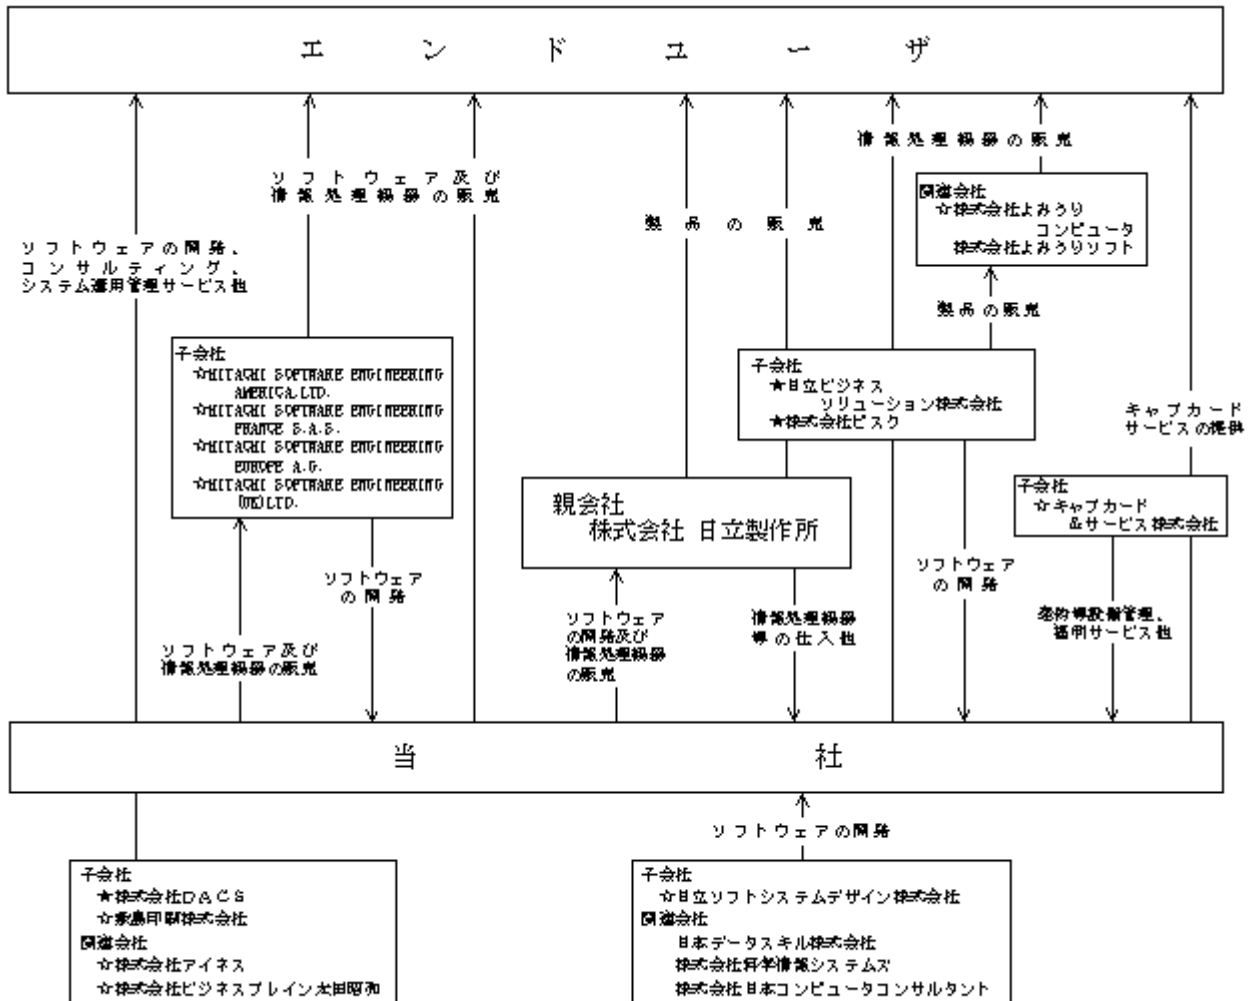 エンドユーザ
情報処理機器の販売
ソフトウェア及び
情報処理機器の販売
関連会社
☆株式会社よみうり
コンピュータ
株式会社よみうりソフト
製品の販売
ソフトウェアの開発、
コンサルティング、
システム運用管理サービス他
製品の販売
子会社
☆HITACHI SOFTWARE ENGINEERING
AMERICA,LTD.
☆HITACHI SOFTWARE ENGINEERING
FRANCE S.A.S.
☆HITACHI SOFTWARE ENGINEERING
EUROPE A.G.
☆HITACHI SOFTWARE ENGINEERING
(UK)LTD.
子会社
★日立ビジネス
ソリューション株式会社
★株式会社ビスク
キャブカード
サービスの提供
親会社
株式会社 日立製作所
子会社
☆キャブカード
&サービス株式会社
ソフトウェア
の開発
ソフトウェア
の開発
ソフトウェア及び
情報処理機器の販売
ソフトウェア
の開発及び
情報処理機器
の販売
情報処理機器
等の仕入他
建物等設備管理、
福利サービス他
当社
ソフトウェアの開発
子会社
★株式会社DACS
☆敷島印刷株式会社
関連会社
☆株式会社アイネス
☆株式会社ビジネスブレイン太田昭和
子会社
☆日立ソフトシステムデザイン株式会社
関連会社
日本データスキル株式会社
株式会社科学情報システムズ
株式会社日本コンピュータコンサルタント